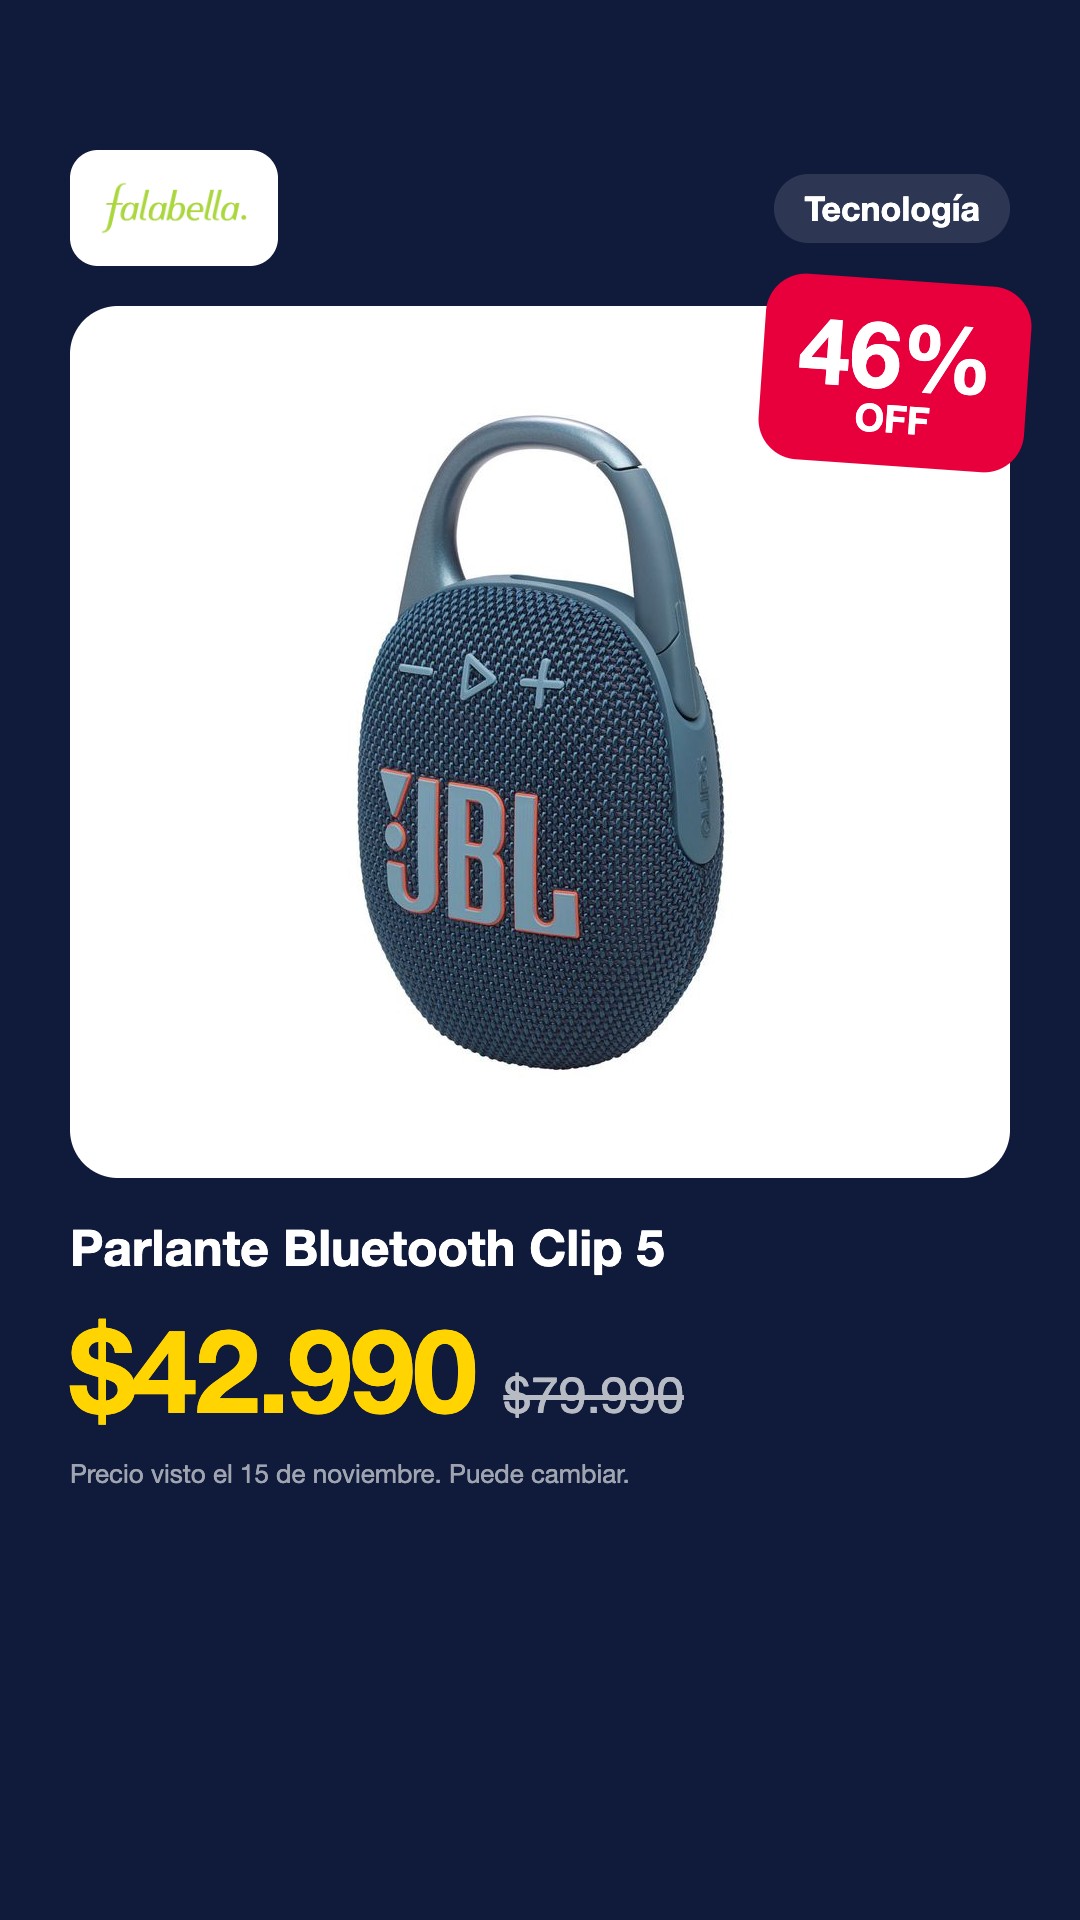 falabella.
Tecnología
46%
OFF
JBL
Parlante Bluetooth Clip 5
$42.990 $79.990
Precio visto el 15 de noviembre. Puede cambiar.